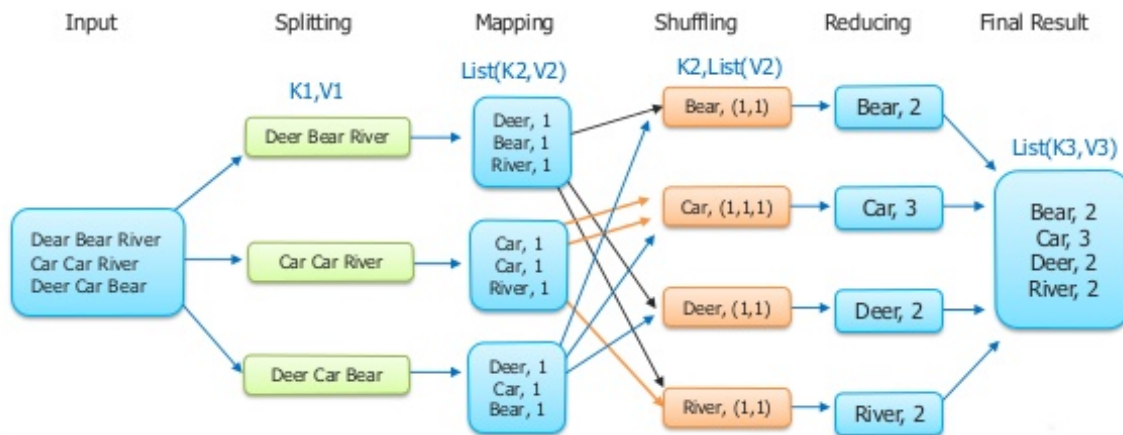 Input
Splitting
Mapping
Shuffling
Reducing
Final Result
K1,V1
List(K2,V2)
K2,List(V2)
List(K3,V3)
Dear Bear River
Car Car River
Deer Car Bear
Deer Bear River
Car Car River
Deer Car Bear
Deer, 1
Bear, 1
River, 1
Car, 1
Car, 1
River, 1
Deer, 1
Car, 1
Bear, 1
Bear, (1,1)
Car, (1,1,1)
Deer, (1,1)
River, (1,1)
Bear, 2
Car, 3
Deer, 2
River, 2
Bear, 2
Car, 3
Deer, 2
River, 2